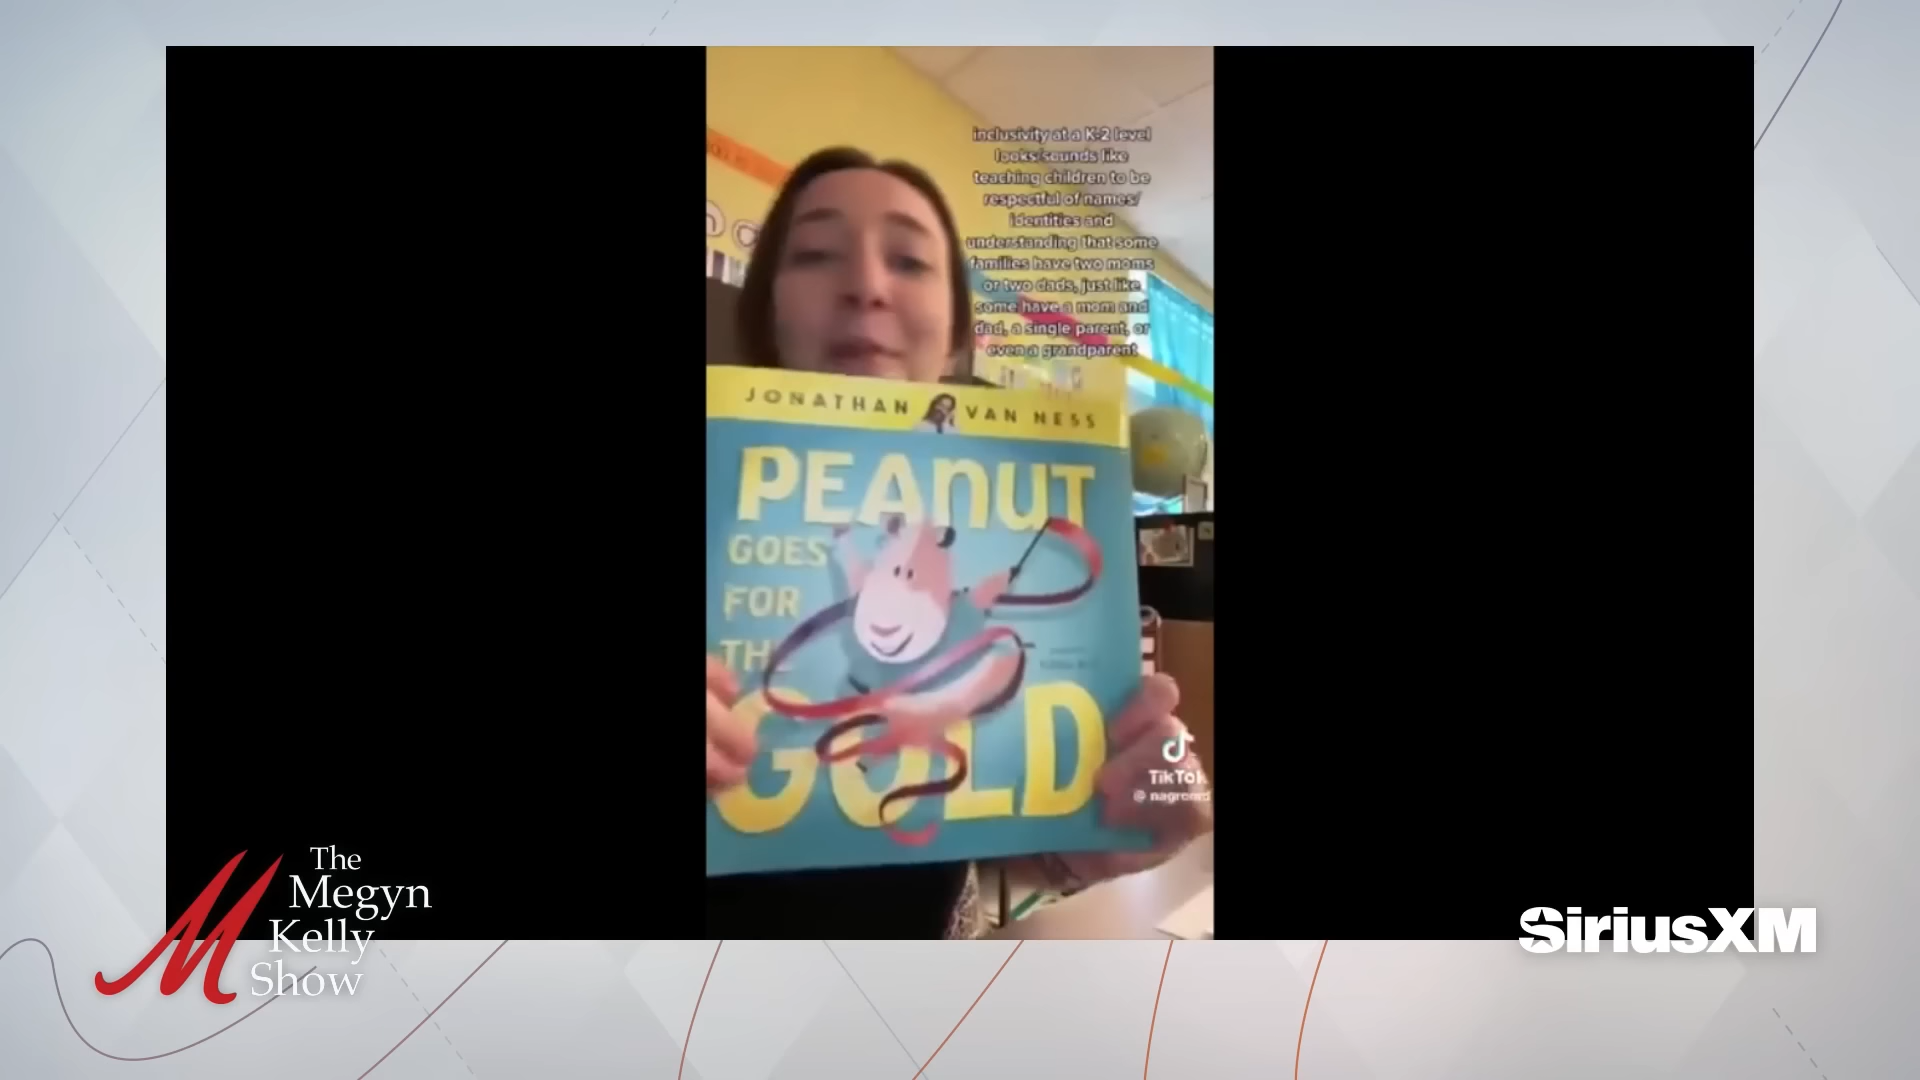 inclusivity at a K-2 level
looks/sounds like
teaching children to be
respectful of names/
identities and
understanding that some
families have two moms
or two dads, just like
some have a mom and
dad, a single parent, or
even a grandparent
JONATHAN VAN NESS
PEANUT
GOES
FOR
THE
GOLD
TikTok
The
Megyn
Kelly
Show
SiriusXM